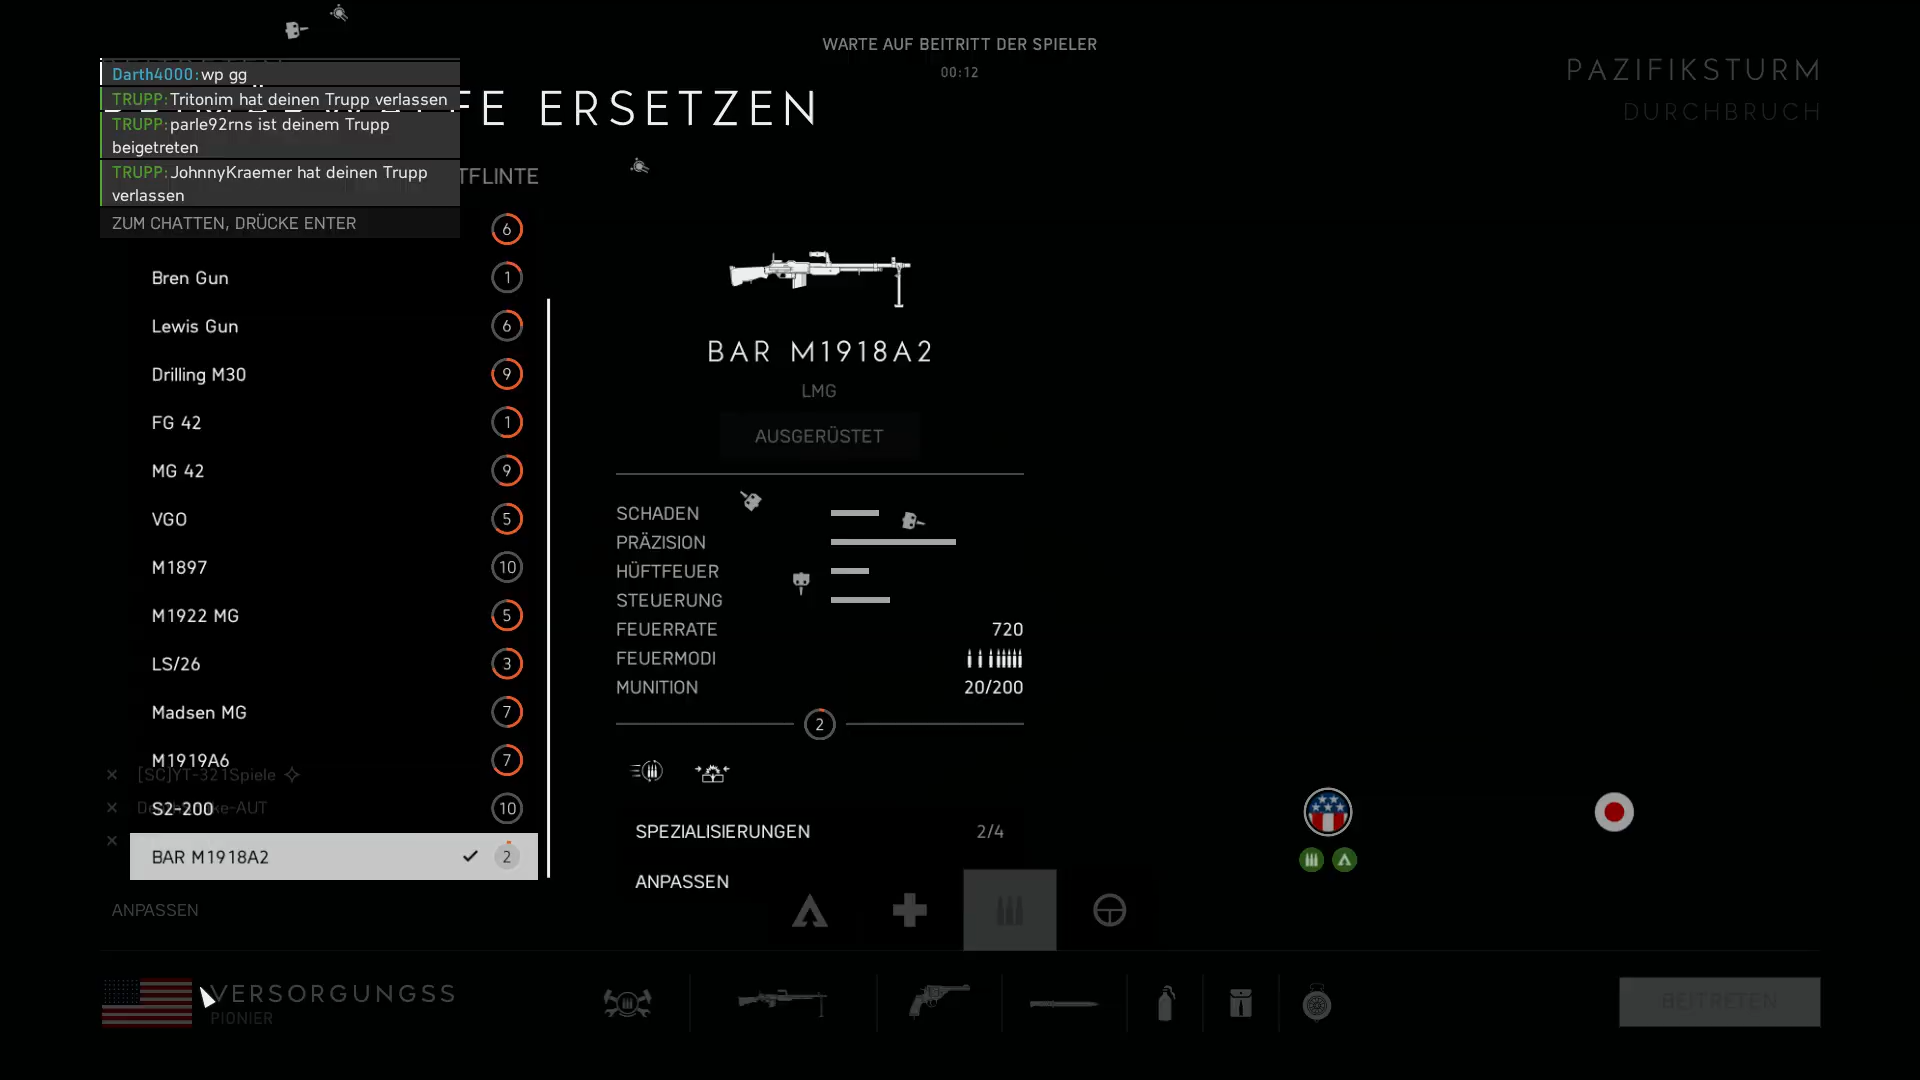 WARTE AUF BEITRITT DER SPIELER
00:12
PAZIFIKSTURM
DURCHBRUCH
Darth4000: wp gg
TRUPP: Tritonim hat deinen Trupp verlassen
TRUPP: parle92rns ist deinem Trupp
beigetreten
TRUPP: JohnnyKraemer hat deinen Trupp
verlassen
ZUM CHATTEN, DRÜCKE ENTER
ERSETZEN
6
Bren Gun 1
Lewis Gun 6
Drilling M30 9
FG 42 1
MG 42 9
VGO 5
M1897 10
M1922 MG 5
LS/26 3
Madsen MG 7
M1919A6 7
[SC]YT-321Spiele
S2-200 10
BAR M1918A2 2
ANPASSEN
BAR M1918A2
LMG
AUSGERÜSTET
SCHADEN
PRÄZISION
HÜFTFEUER
STEUERUNG
FEUERRATE 720
FEUERMODI
MUNITION 20/200
2
SPEZIALISIERUNGEN 2/4
ANPASSEN
VERSORGUNGSS
PIONIER
BEITRETEN